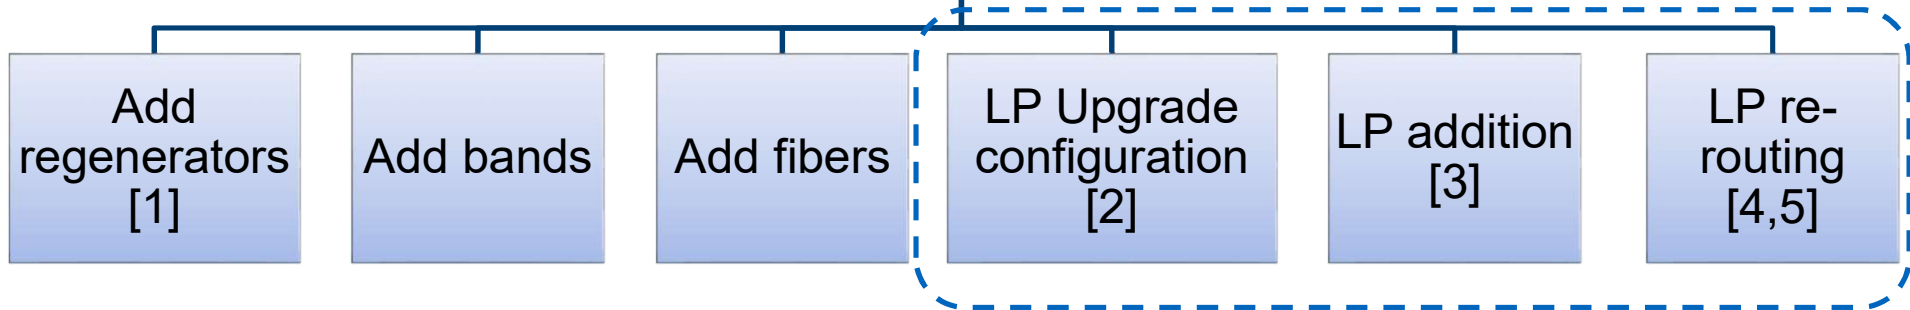 Add
regenerators
[1]
Add bands
Add fibers
LP Upgrade
configuration
[2]
LP addition
[3]
LP re-
routing
[4,5]